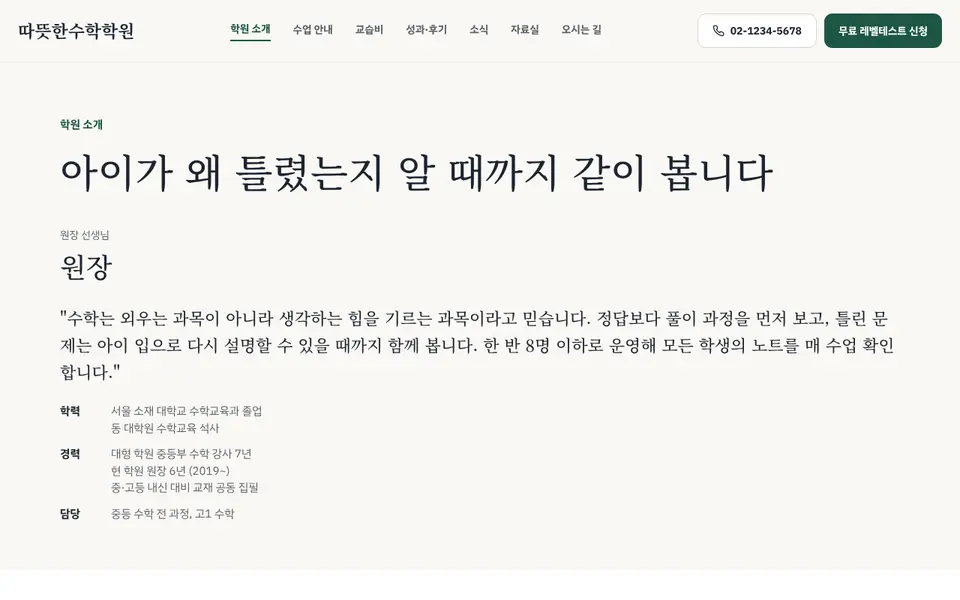 따뜻한수학학원
학원 소개
수업 안내
교습비
성과·후기
소식
자료실
오시는 길
02-1234-5678
무료 레벨테스트 신청
학원 소개
아이가 왜 틀렸는지 알 때까지 같이 봅니다
원장 선생님
원장
"수학은 외우는 과목이 아니라 생각하는 힘을 기르는 과목이라고 믿습니다. 정답보다 풀이 과정을 먼저 보고, 틀린 문
제는 아이 입으로 다시 설명할 수 있을 때까지 함께 봅니다. 한 반 8명 이하로 운영해 모든 학생의 노트를 매 수업 확인
합니다."
학력 서울 소재 대학교 수학교육과 졸업
동 대학원 수학교육 석사
경력 대형 학원 중등부 수학 강사 7년
현 학원 원장 6년 (2019~)
중·고등 내신 대비 교재 공동 집필
담당 중등 수학 전 과정, 고1 수학